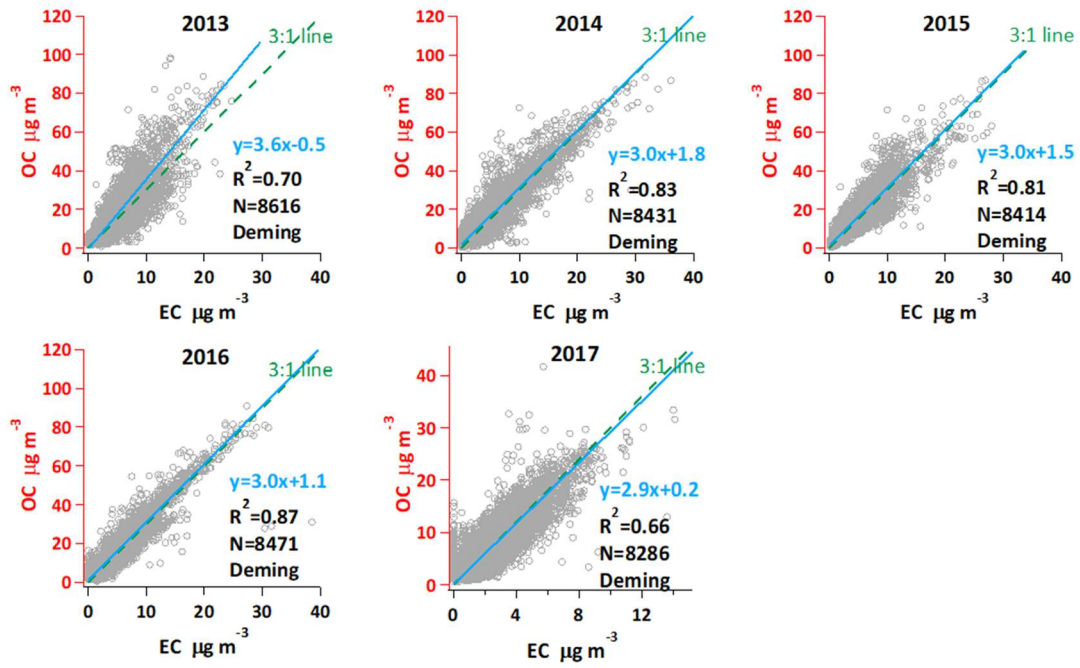 120
100
80
60
40
20
0
OC μg m⁻³
2013
3:1 line
y=3.6x-0.5
R²=0.70
N=8616
Deming
0 10 20 30 40
EC μg m⁻³
120
100
80
60
40
20
0
OC μg m⁻³
2014
3:1 line
y=3.0x+1.8
R²=0.83
N=8431
Deming
0 10 20 30 40
EC μg m⁻³
120
100
80
60
40
20
0
OC μg m⁻³
2015
3:1 line
y=3.0x+1.5
R²=0.81
N=8414
Deming
0 10 20 30 40
EC μg m⁻³
120
100
80
60
40
20
0
OC μg m⁻³
2016
3:1 line
y=3.0x+1.1
R²=0.87
N=8471
Deming
0 10 20 30 40
EC μg m⁻³
40
30
20
10
0
OC μg m⁻³
2017
3:1 line
y=2.9x+0.2
R²=0.66
N=8286
Deming
0 4 8 12
EC μg m⁻³